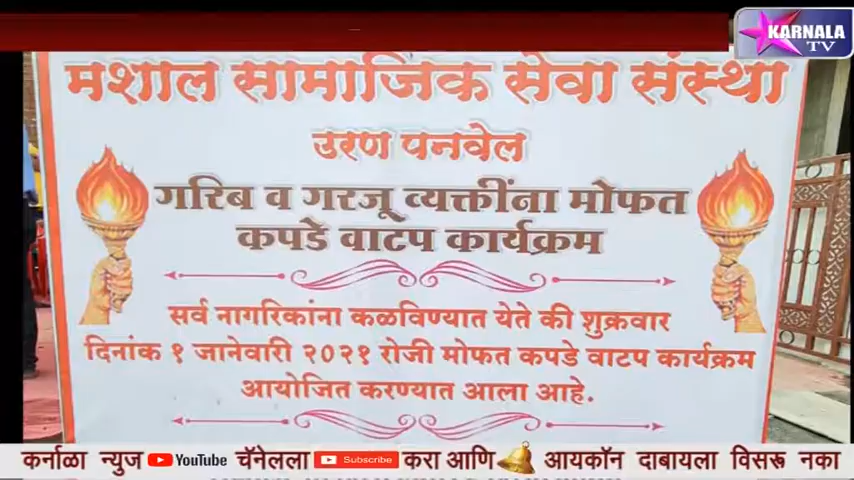 KARNALA
TV
मशाल सामाजिक सेवा संस्था
उरण पनवेल
गरिब व गरजू व्यक्तींना मोफत
कपडे वाटप कार्यक्रम
सर्व नागरिकांना कळविण्यात येते की शुक्रवार
दिनांक १ जानेवारी २०२१ रोजी मोफत कपडे वाटप कार्यक्रम
आयोजित करण्यात आला आहे.
कर्नाळा न्युज YouTube चॅनेलला Subscribe करा आणि आयकॉन दाबायला विसरू नका